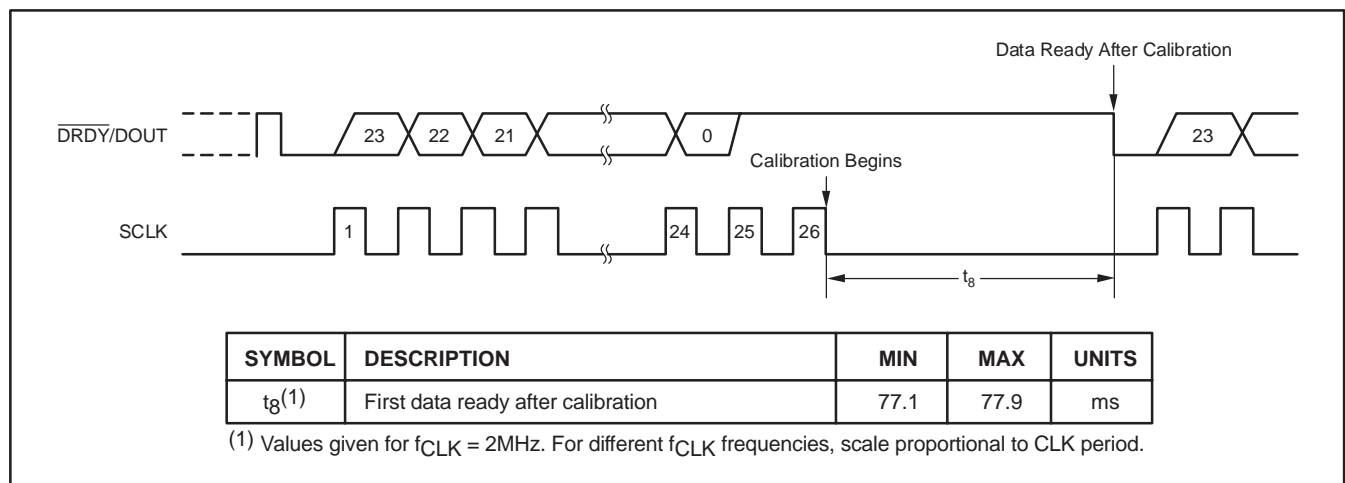 Data Ready After Calibration
DRDY/DOUT
23 22 21 0 23
Calibration Begins
SCLK
1 24 25 26
t8
SYMBOL DESCRIPTION MIN MAX UNITS
t8(1) First data ready after calibration 77.1 77.9 ms
(1) Values given for fCLK = 2MHz. For different fCLK frequencies, scale proportional to CLK period.